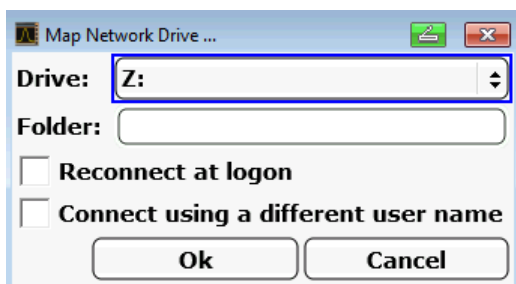 Map Network Drive ...
Drive: Z:
Folder:
Reconnect at logon
Connect using a different user name
Ok Cancel